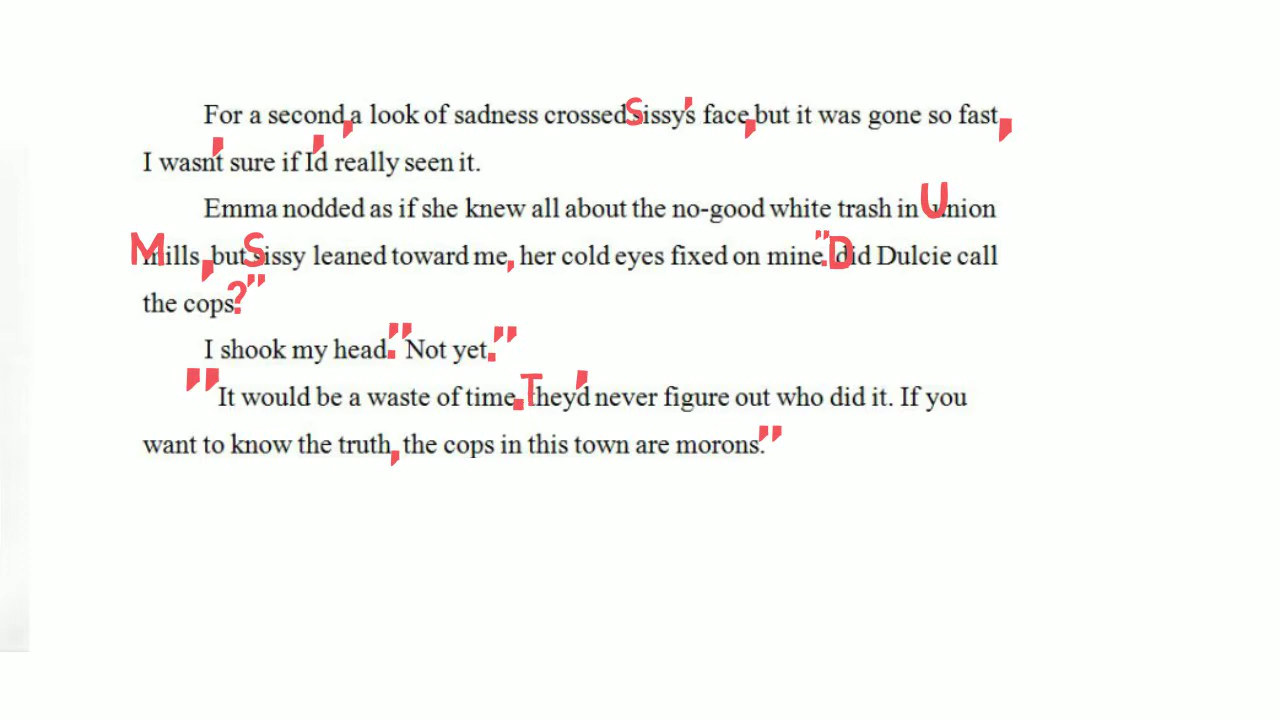 For a second, a look of sadness crossed Sissy's face, but it was gone so fast,
I wasn't sure if I'd really seen it.
Emma nodded as if she knew all about the no-good white trash in Union
Mills, but Sissy leaned toward me, her cold eyes fixed on mine. "Did Dulcie call
the cops?"
I shook my head. "Not yet."
"It would be a waste of time. They'd never figure out who did it. If you
want to know the truth, the cops in this town are morons."